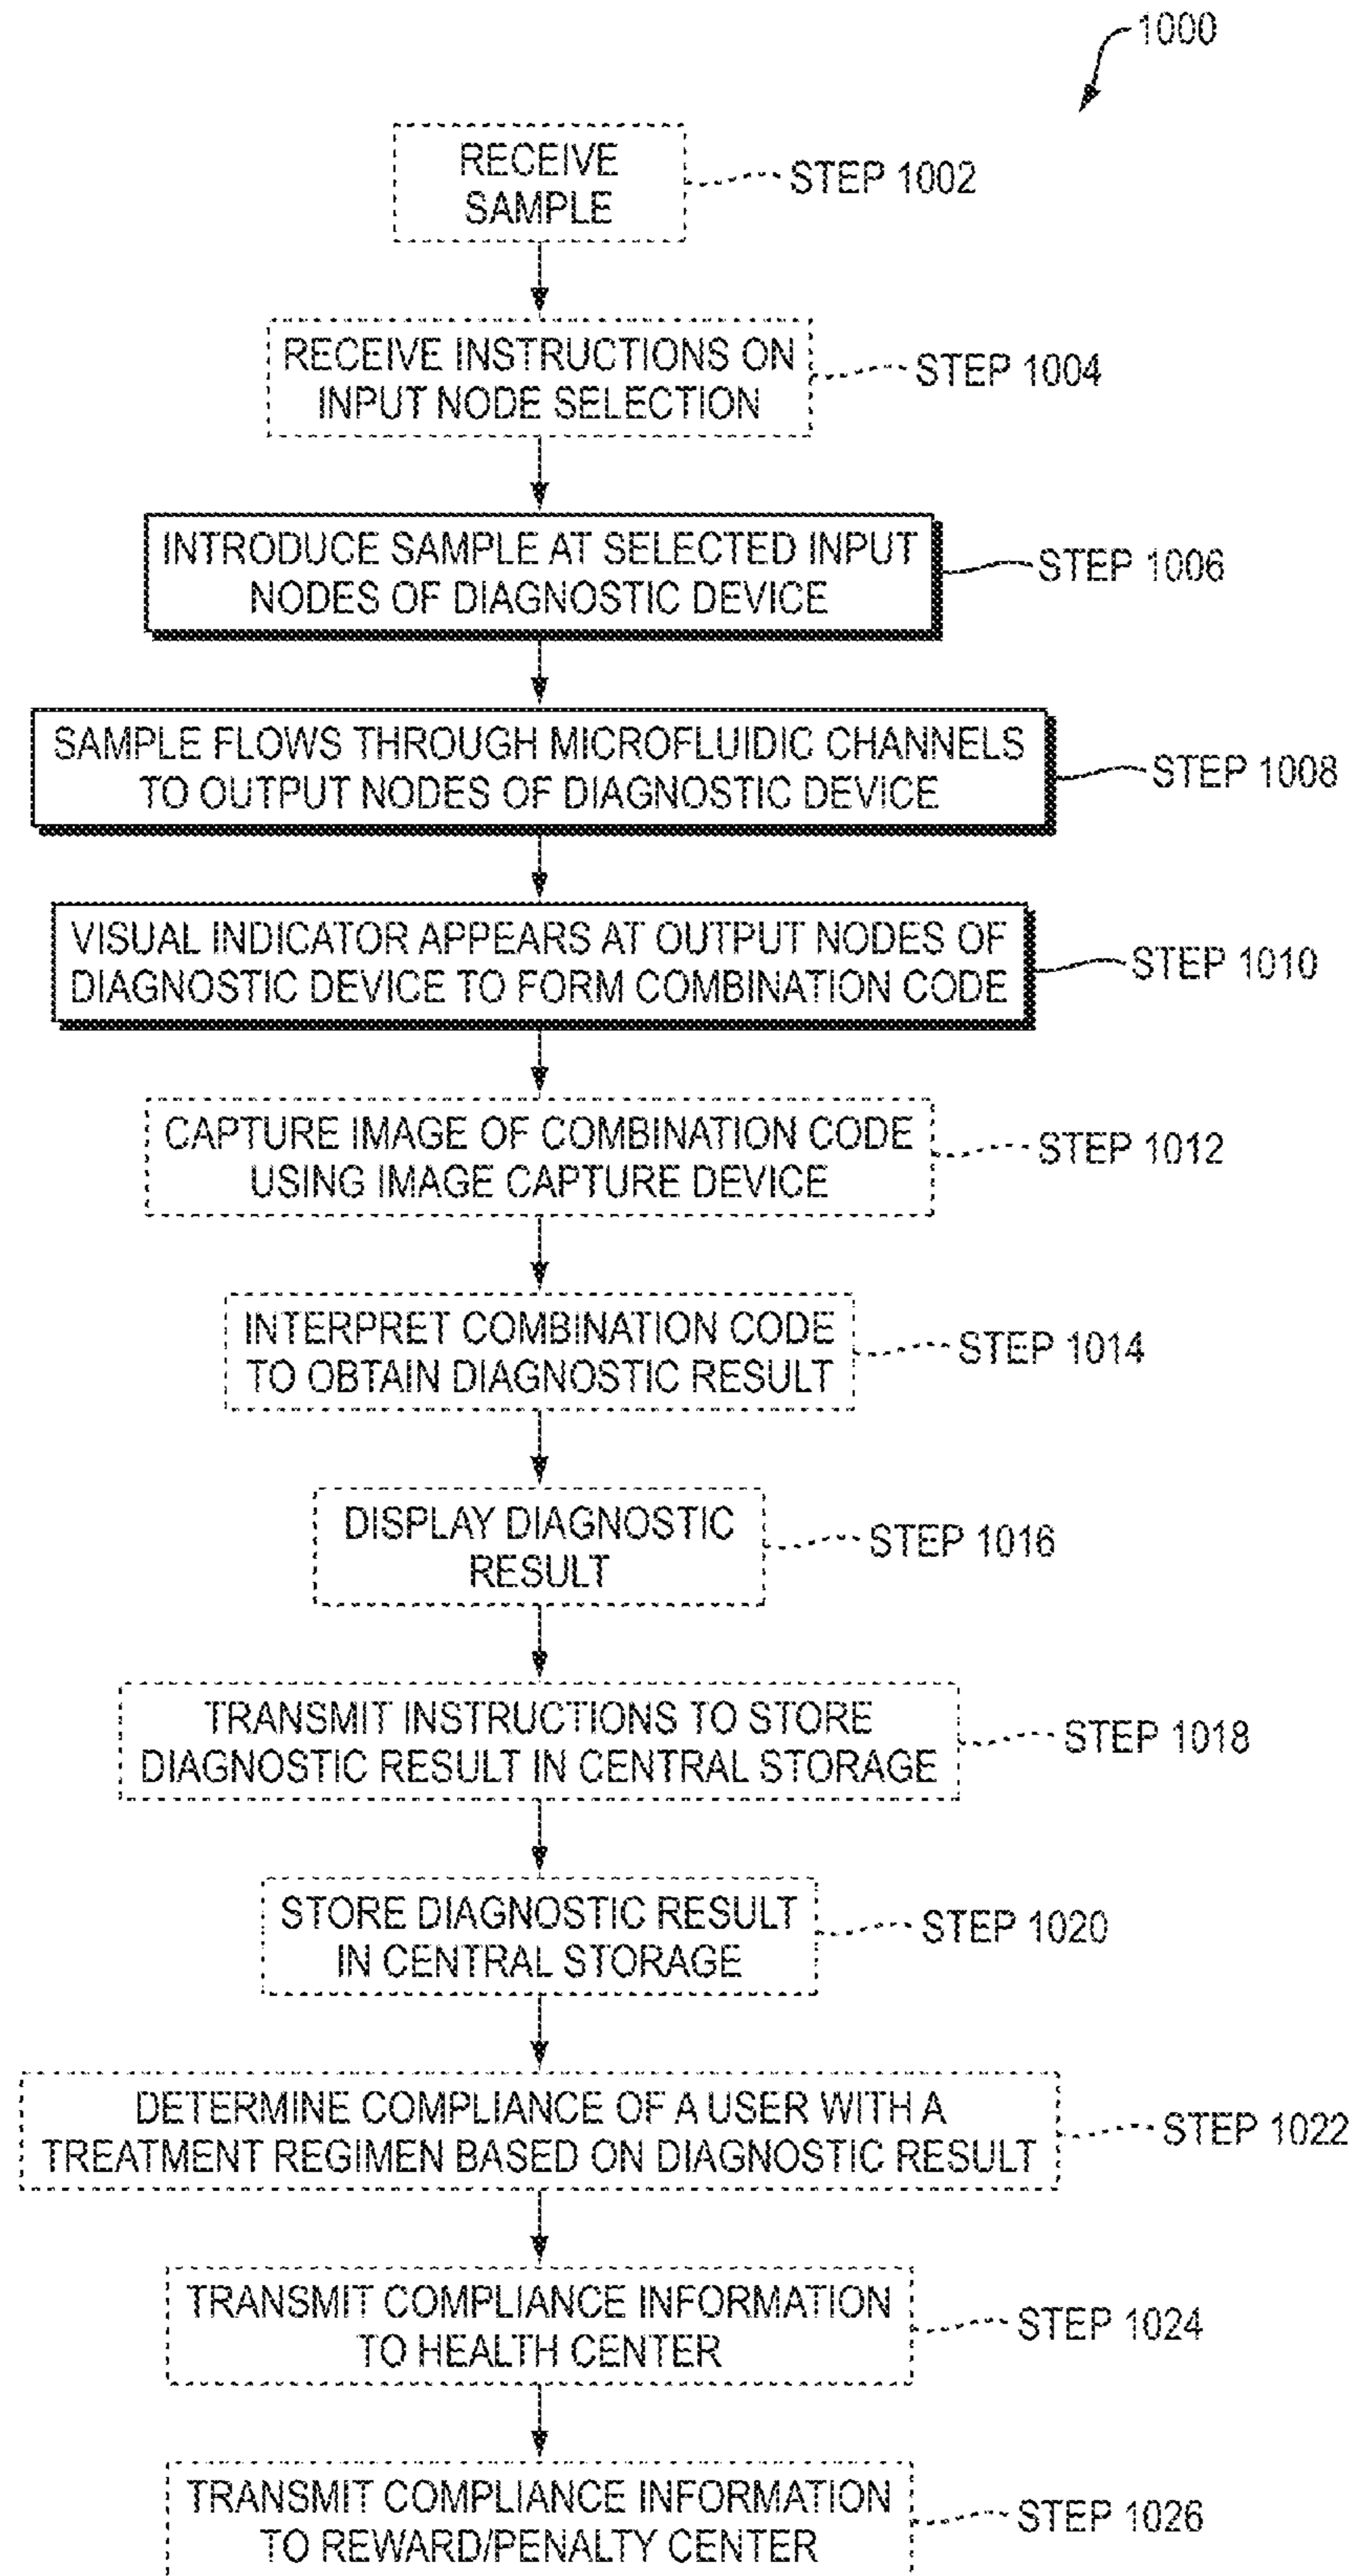 1000
RECEIVE
SAMPLE
STEP 1002
RECEIVE INSTRUCTIONS ON
INPUT NODE SELECTION
STEP 1004
INTRODUCE SAMPLE AT SELECTED INPUT
NODES OF DIAGNOSTIC DEVICE
STEP 1006
SAMPLE FLOWS THROUGH MICROFLUIDIC CHANNELS
TO OUTPUT NODES OF DIAGNOSTIC DEVICE
STEP 1008
VISUAL INDICATOR APPEARS AT OUTPUT NODES OF
DIAGNOSTIC DEVICE TO FORM COMBINATION CODE
STEP 1010
CAPTURE IMAGE OF COMBINATION CODE
USING IMAGE CAPTURE DEVICE
STEP 1012
INTERPRET COMBINATION CODE
TO OBTAIN DIAGNOSTIC RESULT
STEP 1014
DISPLAY DIAGNOSTIC
RESULT
STEP 1016
TRANSMIT INSTRUCTIONS TO STORE
DIAGNOSTIC RESULT IN CENTRAL STORAGE
STEP 1018
STORE DIAGNOSTIC RESULT
IN CENTRAL STORAGE
STEP 1020
DETERMINE COMPLIANCE OF A USER WITH A
TREATMENT REGIMEN BASED ON DIAGNOSTIC RESULT
STEP 1022
TRANSMIT COMPLIANCE INFORMATION
TO HEALTH CENTER
STEP 1024
TRANSMIT COMPLIANCE INFORMATION
TO REWARD/PENALTY CENTER
STEP 1026